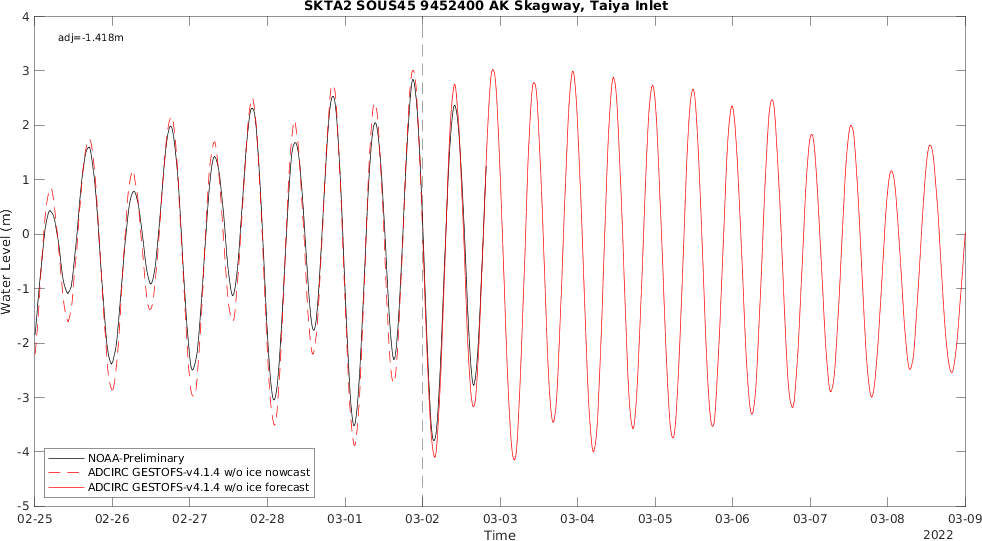 SKTA2 SOUS45 9452400 AK Skagway, Taiya Inlet
adj=-1.418m
4
3
2
1
0
-1
-2
-3
-4
-5
Water Level (m)
NOAA-Preliminary
ADCIRC GESTOFS-v4.1.4 w/o ice nowcast
ADCIRC GESTOFS-v4.1.4 w/o ice forecast
02-25 02-26 02-27 02-28 03-01 03-02 03-03 03-04 03-05 03-06 03-07 03-08 03-09
Time
2022